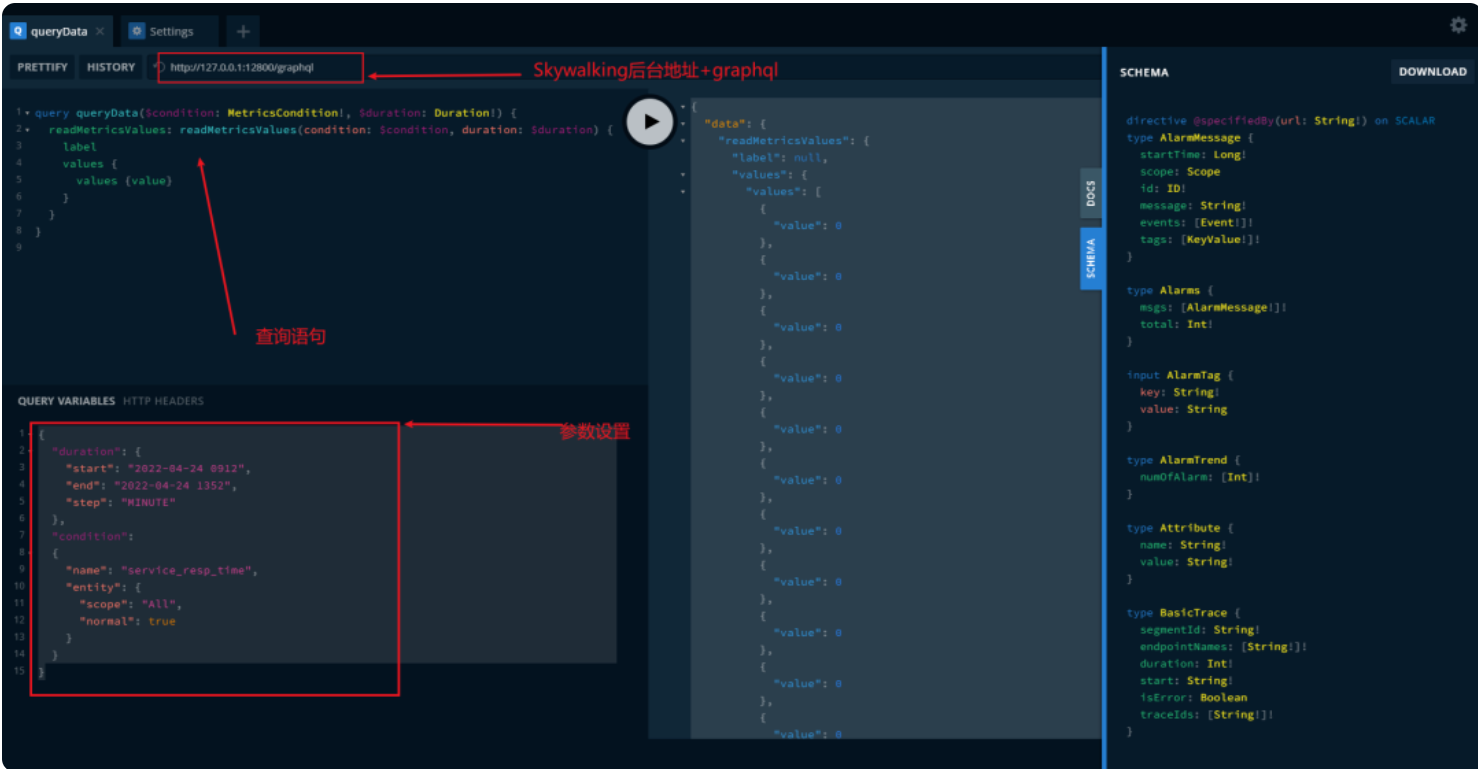 queryData
Settings
PRETTIFY HISTORY http://127.0.0.1:12800/graphql
Skywalking后台地址+graphql
1 query queryData($condition: MetricsCondition!, $duration: Duration!) {
2 readMetricsValues: readMetricsValues(condition: $condition, duration: $duration) {
3 label
4 values {
5 values {value}
6 }
7 }
8 }
9
查询语句
QUERY VARIABLES HTTP HEADERS
参数设置
1 {
2 "duration": {
3 "start": "2022-04-24 0912",
4 "end": "2022-04-24 1352",
5 "step": "MINUTE"
6 },
7 "condition":
8 {
9 "name": "service_resp_time",
10 "entity": {
11 "scope": "All",
12 "normal": true
13 }
14 }
15 }
{
"data": {
"readMetricsValues": {
"label": null,
"values": {
"values": [
{
"value": 0
},
{
"value": 0
},
{
"value": 0
},
{
"value": 0
},
{
"value": 0
},
{
"value": 0
},
{
"value": 0
},
{
"value": 0
},
{
"value": 0
},
{
"value": 0
},
{
"value": 0
DOCS
SCHEMA
SCHEMA DOWNLOAD
directive @specifiedBy(url: String!) on SCALAR
type AlarmMessage {
startTime: Long!
scope: Scope
id: ID!
message: String!
events: [Event!]!
tags: [KeyValue!]!
}
type Alarms {
msgs: [AlarmMessage!]!
total: Int!
}
input AlarmTag {
key: String!
value: String
}
type AlarmTrend {
numOfAlarm: [Int]!
}
type Attribute {
name: String!
value: String!
}
type BasicTrace {
segmentId: String!
endpointNames: [String!]!
duration: Int!
start: String!
isError: Boolean
traceIds: [String!]!
}